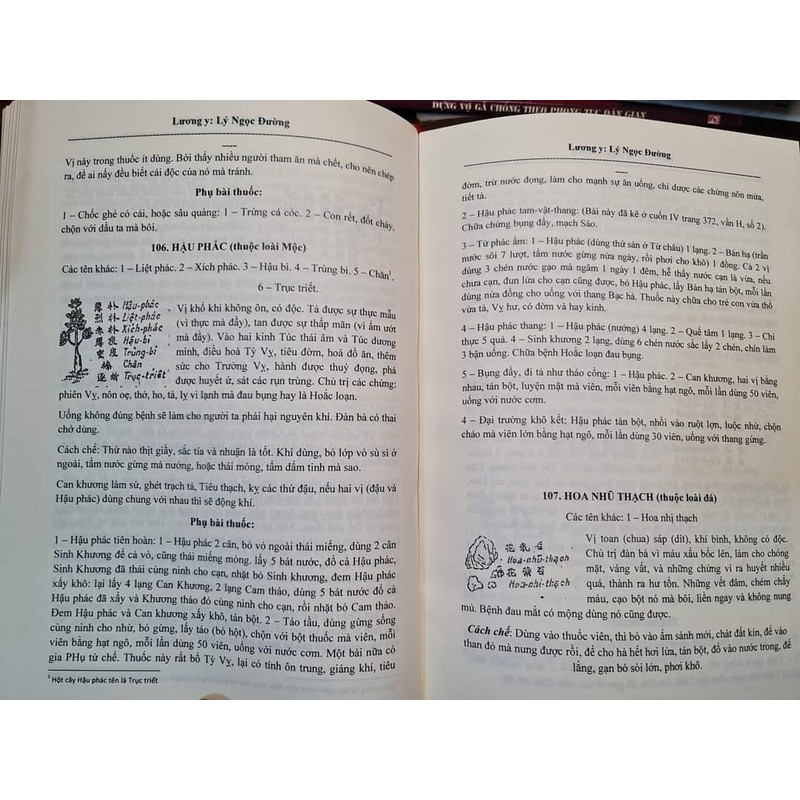 DỰNG VỢ GẢ CHỒNG THEO PHONG TỤC DÂN GIAN
Lương y: Lý Ngọc Đường
Vị này trong thuốc ít dùng. Bởi thấy nhiều người tham ăn mà chết, cho nên chép
ra, để ai nấy đều biết cái độc của nó mà tránh.
Phụ bài thuốc:
1 – Chốc ghẻ có cái, hoặc sâu quảng: 1 – Trứng cá cóc. 2 – Con rết, đốt cháy,
chọn với dầu ta mà bôi.
106. HẬU PHÁC (thuộc loài Mộc)
Các tên khác: 1 – Liệt phác. 2 – Xích phác. 3 – Hậu bì. 4 – Trùng bì. 5 – Chân¹.
6 – Trục triết.
厚朴 Hậu-phác
烈朴 Liệt-phác
赤朴 Xích-phác
厚皮 Hậu-bì
重皮 Trùng-bì
榛 Chân
逐折 Trục-triết
Vị khổ khí không ôn, có độc. Tả được sự thực mẫu
(vì thực mà đầy), tan được sự thấp mãn (vì ẩm ướt
mà đầy). Vào hai kinh Túc thái âm và Túc dương
minh, điều hoà Tỳ Vỵ, tiêu đờm, hoá đồ ăn, thêm
sức cho Trường Vỵ, hành được thuỷ đọng, phá
được huyết ứ, sát các run trùng. Chủ trị các chứng:
phiên Vỵ, nôn oẹ, thở, ho, tả, lỵ vì lạnh mà đau bụng hay là Hoắc loạn.
Uống không đúng bệnh sẽ làm cho người ta phải hại nguyên khí. Đàn bà có thai
chớ dùng.
Cách chế: Thứ nào thịt giầy, sắc tía và nhuận là tốt. Khi dùng, bỏ lớp vỏ sù sì ở
ngoài, tẩm nước gừng mà nướng, hoặc thái mỏng, tẩm dấm tinh mà sao.
Can khương làm sứ, ghét trạch tả, Tiêu thạch, kỵ các thứ đậu, nếu hai vị (đậu và
Hậu phác) dùng chung với nhau thì sẽ động khí.
Phụ bài thuốc:
1 – Hậu phác tiên hoàn: 1 – Hậu phác 2 cân, bỏ vỏ ngoài thái miếng, dùng 2 cân
Sinh Khương để cả vỏ, cũng thái miếng mỏng. lấy 5 bát nước, đổ cả Hậu phác,
Sinh Khương đã thái miếng cùng ninh cho cạn, nhặt bỏ Sinh khương, đem Hậu phác
xấy khô: lại lấy 4 lạng Can Khương, 2 lạng Cam thảo, dùng 5 bát nước đổ cả
Hậu phác đã xấy và Khương thảo đó cùng ninh cho cạn, rồi nhặt bỏ Cam thảo.
Đem Hậu phác và Can khương xấy khô, tán bột. 2 – Táo tầu, dùng gừng sống
cùng ninh cho nhừ, bỏ gừng, lấy táo (bỏ hột), chọn với bột thuốc mà viên, mỗi
viên bằng hạt ngô, mỗi lần dùng 50 viên, uống với nước cơm. Một bài nữa có
gia PHụ tử chế. Thuốc này rất bổ Tỳ Vỵ, lại có tính ôn trung, giáng khí, tiêu
¹ Hột cây Hậu phác tên là Trục triết
Lương y: Lý Ngọc Đường
đờm, trừ nước đọng, làm cho mạnh sự ăn uống, chỉ được các chứng nôn mửa,
tiết tả.
2 – Hậu phác tam-vật-thang: (Bài này đã kê ở cuốn IV trang 372, vần H, số 2).
Chữa chứng bụng đầy, mạch Sáo.
3 – Từ phác ẩm: 1 – Hậu phác (dùng thứ sản ở Từ châu) 1 lạng. 2 – Bán hạ (trần
nước sôi 7 lượt, tẩm nước gừng nửa ngày, rồi phơi cho khô) 1 đồng. Cả 2 vị
dùng 3 chén nước gạo mà ngâm 1 ngày 1 đêm, hễ thấy nước cạn là vừa, nếu
chưa cạn, đun lửa cho cạn cũng được, bỏ Hậu phác, lấy Bán hạ tán bột, mỗi lần
dùng nửa đồng cho uống với thang Bạc hà. Thuốc này chữa cho trẻ con vừa thổ
vừa tả, Vỵ hư, có đờm và hay kinh.
4 – Hậu phác thang: 1 – Hậu phác (nướng) 4 lạng. 2 – Quế tâm 1 lạng. 3 – Chỉ
thực 5 quả. 4 – Sinh khương 2 lạng, dùng 6 chén nước sắc lấy 2 chén, chín làm
3 bận uống. Chữa bệnh Hoắc loạn đau bụng.
5 – Bụng đầy, đi tả như tháo cống: 1 – Hậu phác. 2 – Can khương, hai vị bằng
nhau, tán bột, luyện mật mà viên, mỗi viên bằng hạt ngô, mỗi lần dùng 50 viên,
uống với nước cơm.
4 – Đại trường khô kết: Hậu phác tán bột, nhồi vào ruột lợn, luộc nhừ, chọn
cháo mà viên lớn bằng hạt ngô, mỗi lần dùng 30 viên, uống với thang gừng.
107. HOA NHŨ THẠCH (thuộc loài đá)
Các tên khác: 1 – Hoa nhị thạch
花乳石
Hoa-nhũ-thạch
花蕊石
Hoa-nhi-thạch
Vị toan (chua) sáp (dít), khí bình, không có độc.
Chủ trị đàn bà vì máu xấu bốc lên, làm cho chóng
mặt, váng vất, và những chứng vì ra huyết nhiều
quá, thành ra hư tổn. Những vết đâm, chém chảy
máu, cạo bột nó mà bôi, liền ngay và không nung
mủ. Bệnh đau mắt có mộng dùng nó cũng được.
Cách chế: Dùng vào thuốc viên, thì bỏ vào ấm sành mới, chát đất kín, để vào
than đỏ mà nung được rồi, để cho hả hết hơi lửa, tán bột, đổ vào nước trong, để
lắng, gạn bỏ sỏi lớn, phơi khô.